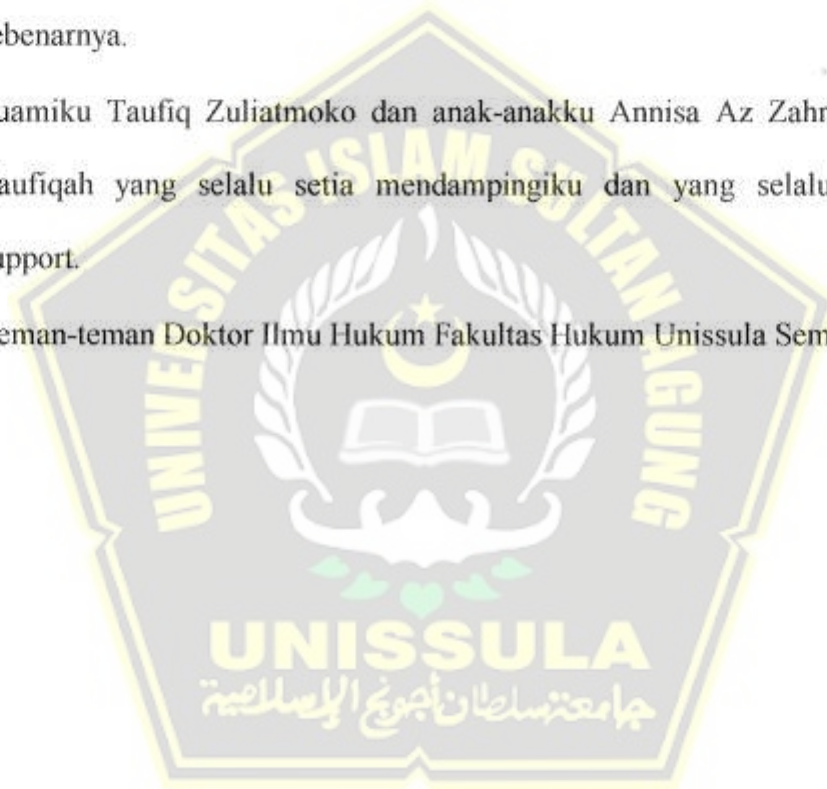 ebenarnya.
uamiku Taufiq Zuliatmoko dan anak-anakku Annisa Az Zahr
aufiqah yang selalu setia mendampingiku dan yang selalu
upport.
eman-teman Doktor Ilmu Hukum Fakultas Hukum Unissula Sem
UNIVERSITAS ISLAM SULTAN AGUNG
UNISSULA
جامعة سلطان أجونج الإسلامية